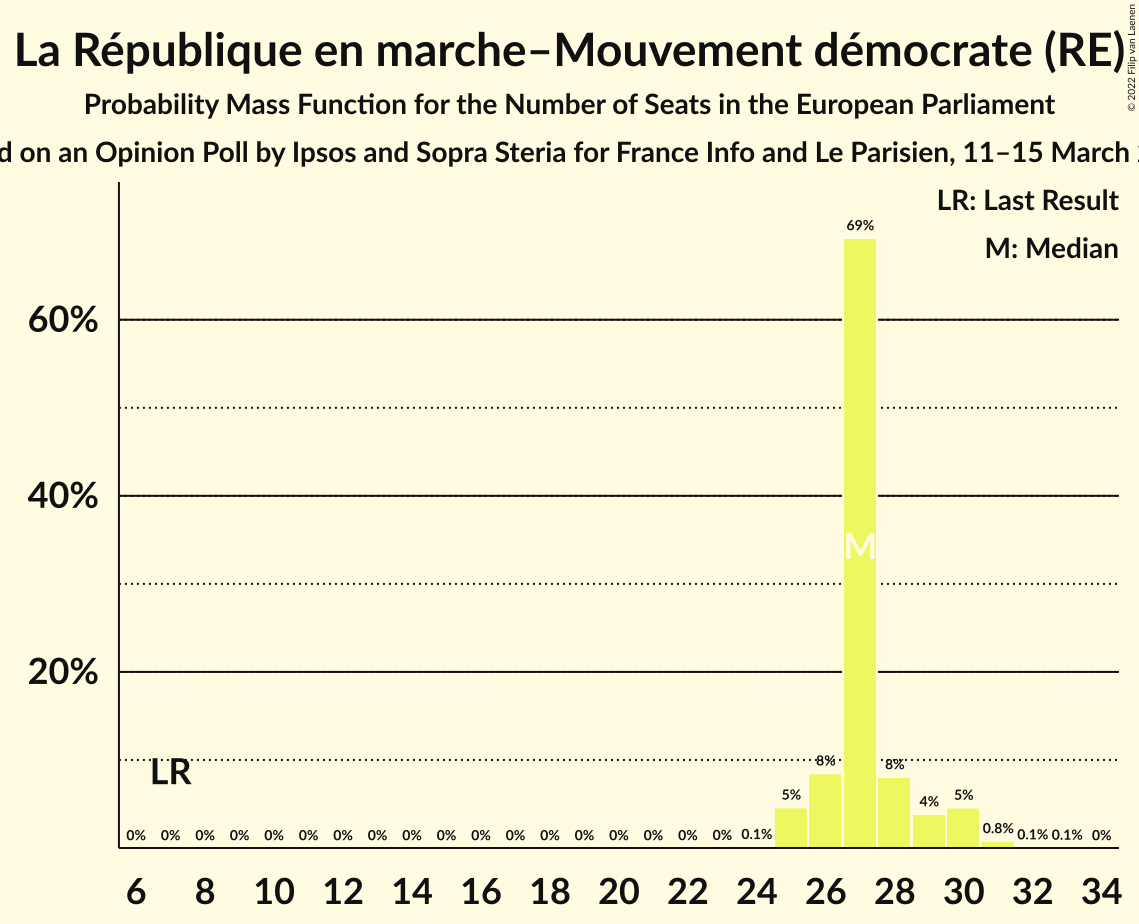 La République en marche–Mouvement démocrate (RE)
© 2022 Filip van Laenen
Probability Mass Function for the Number of Seats in the European Parliament
on an Opinion Poll by Ipsos and Sopra Steria for France Info and Le Parisien, 11–15 March
LR: Last Result
M: Median
69%
60%
40%
M
20%
LR
8%
8%
5%
4%
5%
0% 0% 0% 0% 0% 0% 0% 0% 0% 0% 0% 0% 0% 0% 0% 0% 0% 0% 0.1% 0.8% 0.1% 0.1% 0%
6 8 10 12 14 16 18 20 22 24 26 28 30 32 34